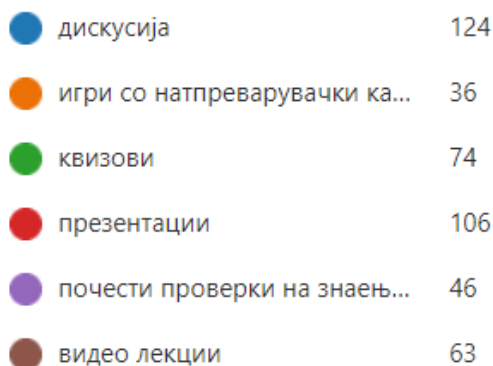 дискусија 124
игри со натпреварувачки ка... 36
квизови 74
презентации 106
почести проверки на знаењ... 46
видео лекции 63